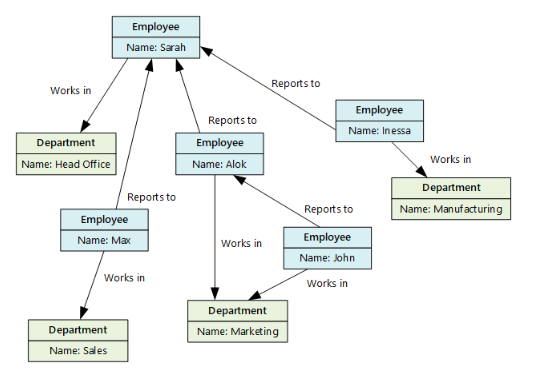 Employee
Name: Sarah
Works in
Reports to
Reports to
Employee
Name: Inessa
Department
Name: Head Office
Employee
Name: Alok
Works in
Department
Name: Manufacturing
Reports to
Reports to
Employee
Name: Max
Works in
Employee
Name: John
Works in
Works in
Department
Name: Marketing
Department
Name: Sales